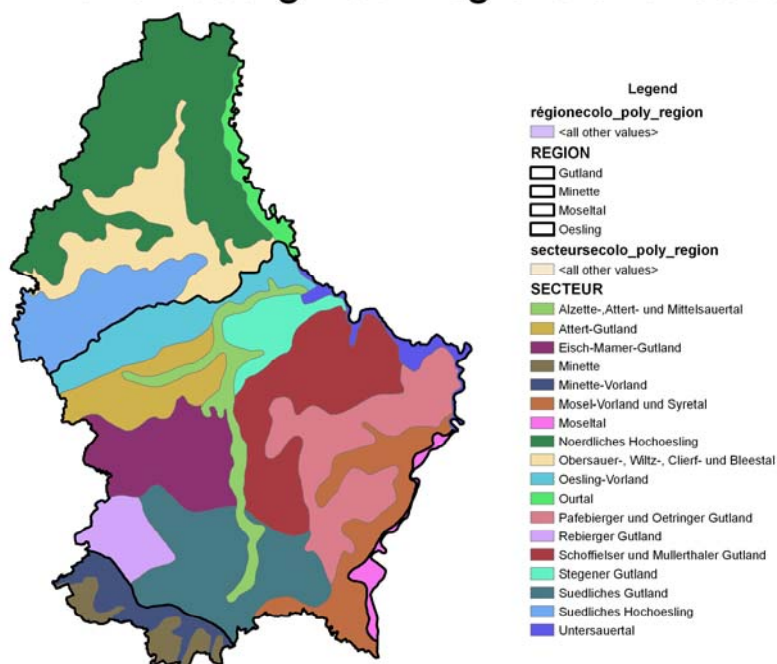 Legend
régionecolo_poly_region
<all other values>
REGION
Gutland
Minette
Moseltal
Oesling
secteursecolo_poly_region
<all other values>
SECTEUR
Alzette-,Attert- und Mittelsauertal
Attert-Gutland
Eisch-Mamer-Gutland
Minette
Minette-Vorland
Mosel-Vorland und Syretal
Moseltal
Noerdliches Hochoesling
Obersauer-, Wiltz-, Clierf- und Bleestal
Oesling-Vorland
Ourtal
Pafebierger und Oetringer Gutland
Rebierger Gutland
Schoffielser und Mullerthaler Gutland
Stegener Gutland
Suedliches Gutland
Suedliches Hochoesling
Untersauertal